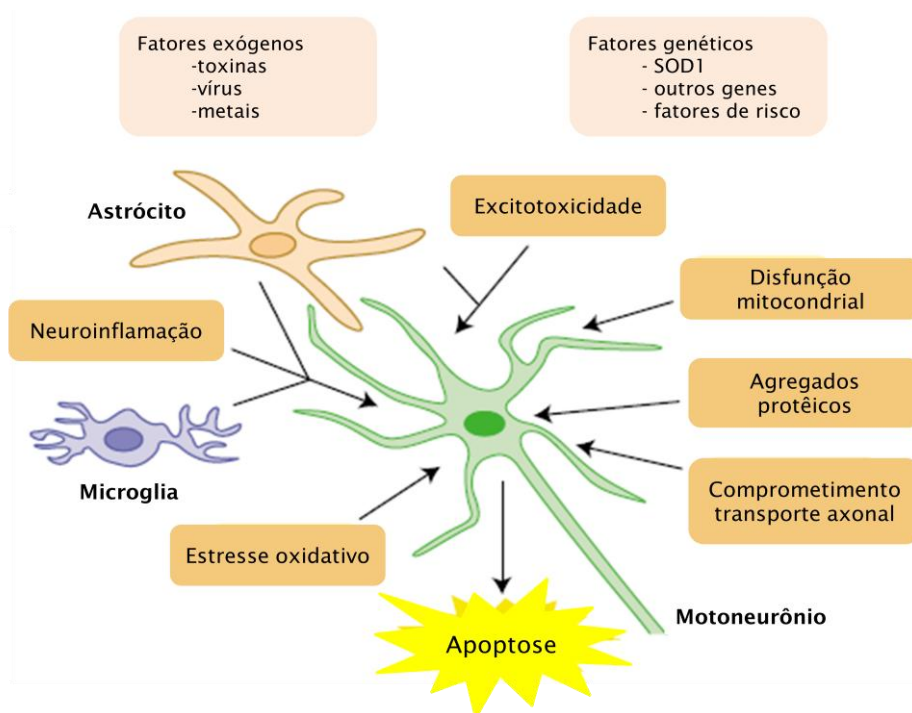 Fatores exógenos
-toxinas
-vírus
-metais
Fatores genéticos
- SOD1
- outros genes
- fatores de risco
Astrócito
Excitotoxicidade
Disfunção
mitocondrial
Neuroinflamação
Agregados
protêicos
Microglia
Comprometimento
transporte axonal
Estresse oxidativo
Motoneurônio
Apoptose